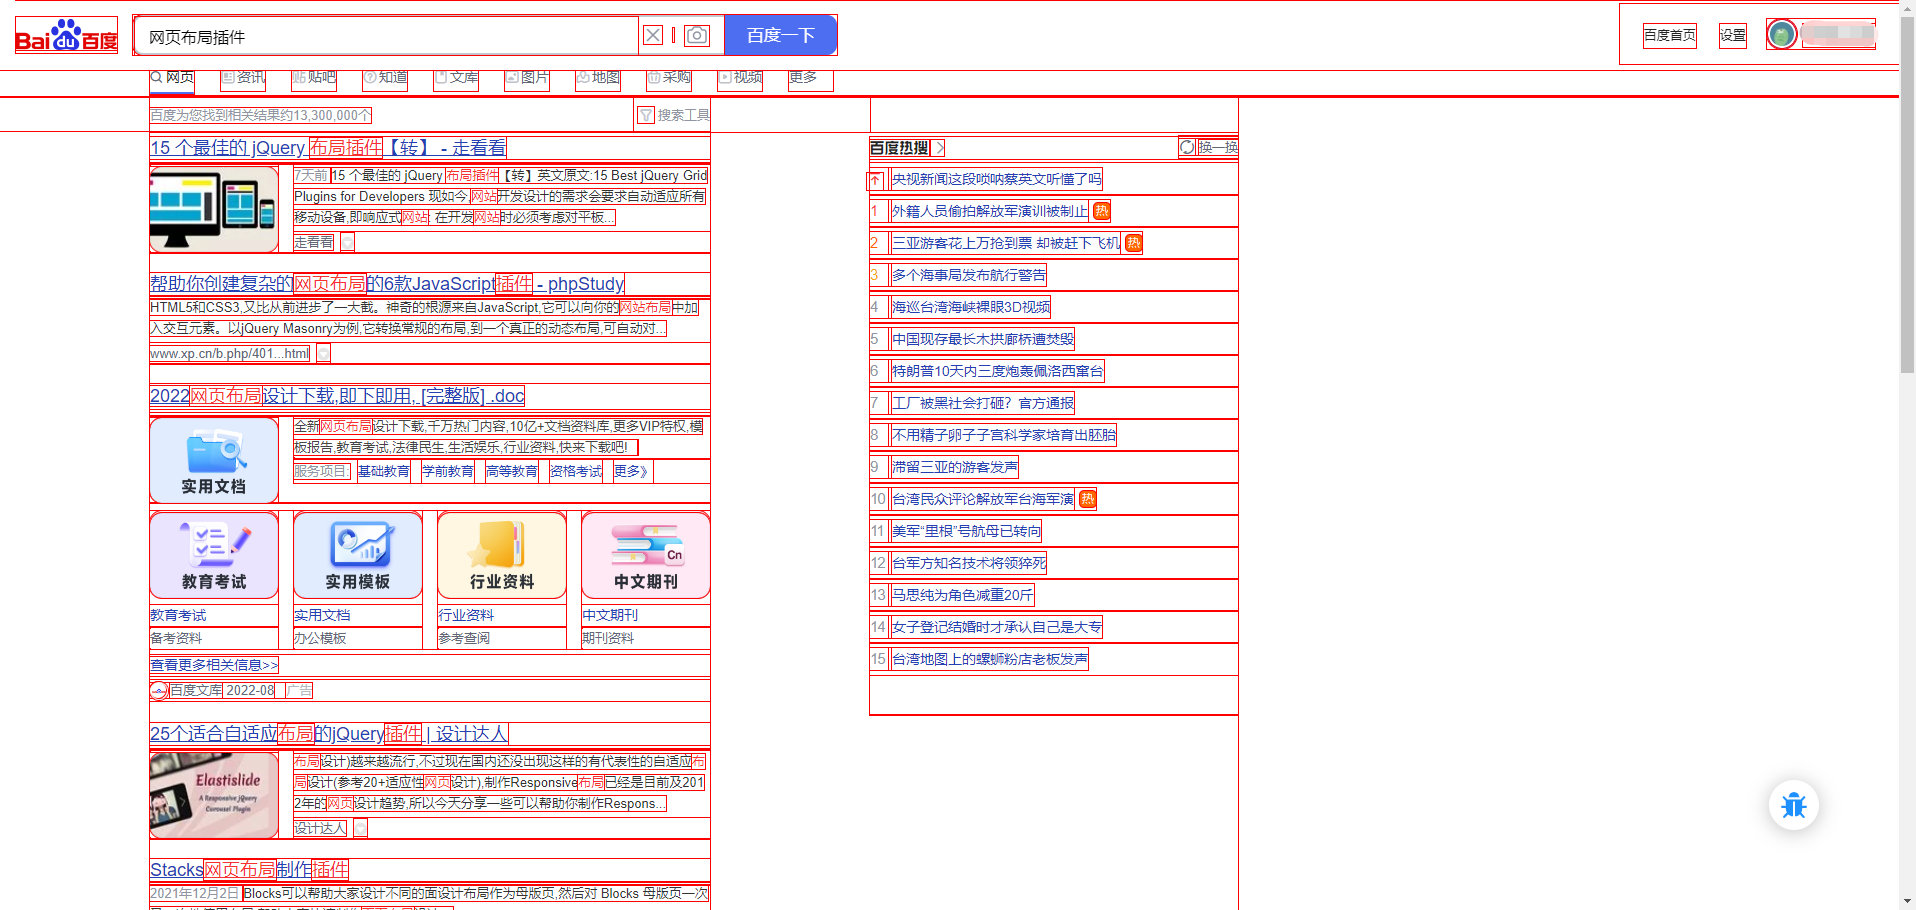 Bai du 百度
网页布局插件
百度一下
百度首页 设置
网页 资讯 贴吧 知道 文库 图片 地图 采购 视频 更多
百度为您找到相关结果约13,300,000个
搜索工具
15 个最佳的 jQuery 布局插件【转】 - 走看看
7天前 15 个最佳的 jQuery 布局插件【转】英文原文:15 Best jQuery Grid
Plugins for Developers 现如今,网站开发设计的需求会要求自动适应所有
移动设备,即响应式网站: 在开发网站时必须考虑对平板...
走看看
帮助你创建复杂的网页布局的6款JavaScript插件 - phpStudy
HTML5和CSS3,又比从前进步了一大截。神奇的根源来自JavaScript,它可以向你的网站布局中加
入交互元素。以jQuery Masonry为例,它转换常规的布局,到一个真正的动态布局,可自动对...
www.xp.cn/b.php/401...html
2022网页布局设计下载,即下即用, [完整版] .doc
实用文档
全新网页布局设计下载,千万热门内容,10亿+文档资料库,更多VIP特权,模
板报告,教育考试,法律民生,生活娱乐,行业资料,快来下载吧!
服务项目: 基础教育 学前教育 高等教育 资格考试 更多》
教育考试 实用模板 行业资料 Cn 中文期刊
教育考试 实用文档 行业资料 中文期刊
备考资料 办公模板 参考查阅 期刊资料
查看更多相关信息>>
百度文库 2022-08 广告
25个适合自适应布局的jQuery插件 | 设计达人
Elastislide
A Responsive jQuery
Carousel Plugin
布局设计)越来越流行,不过现在国内还没出现这样的有代表性的自适应布
局设计(参考20+适应性网页设计),制作Responsive布局已经是目前及201
2年的网页设计趋势,所以今天分享一些可以帮助你制作Respons...
设计达人
Stacks网页布局制作插件
2021年12月2日 Blocks可以帮助大家设计不同的面设计布局作为母版页,然后对 Blocks 母版页一次
百度热搜 换一换
央视新闻这段唢呐蔡英文听懂了吗
1 外籍人员偷拍解放军演训被制止 热
2 三亚游客花上万抢到票 却被赶下飞机 热
3 多个海事局发布航行警告
4 海巡台湾海峡裸眼3D视频
5 中国现存最长木拱廊桥遭焚毁
6 特朗普10天内三度炮轰佩洛西窜台
7 工厂被黑社会打砸？官方通报
8 不用精子卵子子宫科学家培育出胚胎
9 滞留三亚的游客发声
10 台湾民众评论解放军台海军演 热
11 美军“里根”号航母已转向
12 台军方知名技术将领猝死
13 马思纯为角色减重20斤
14 女子登记结婚时才承认自己是大专
15 台湾地图上的螺蛳粉店老板发声